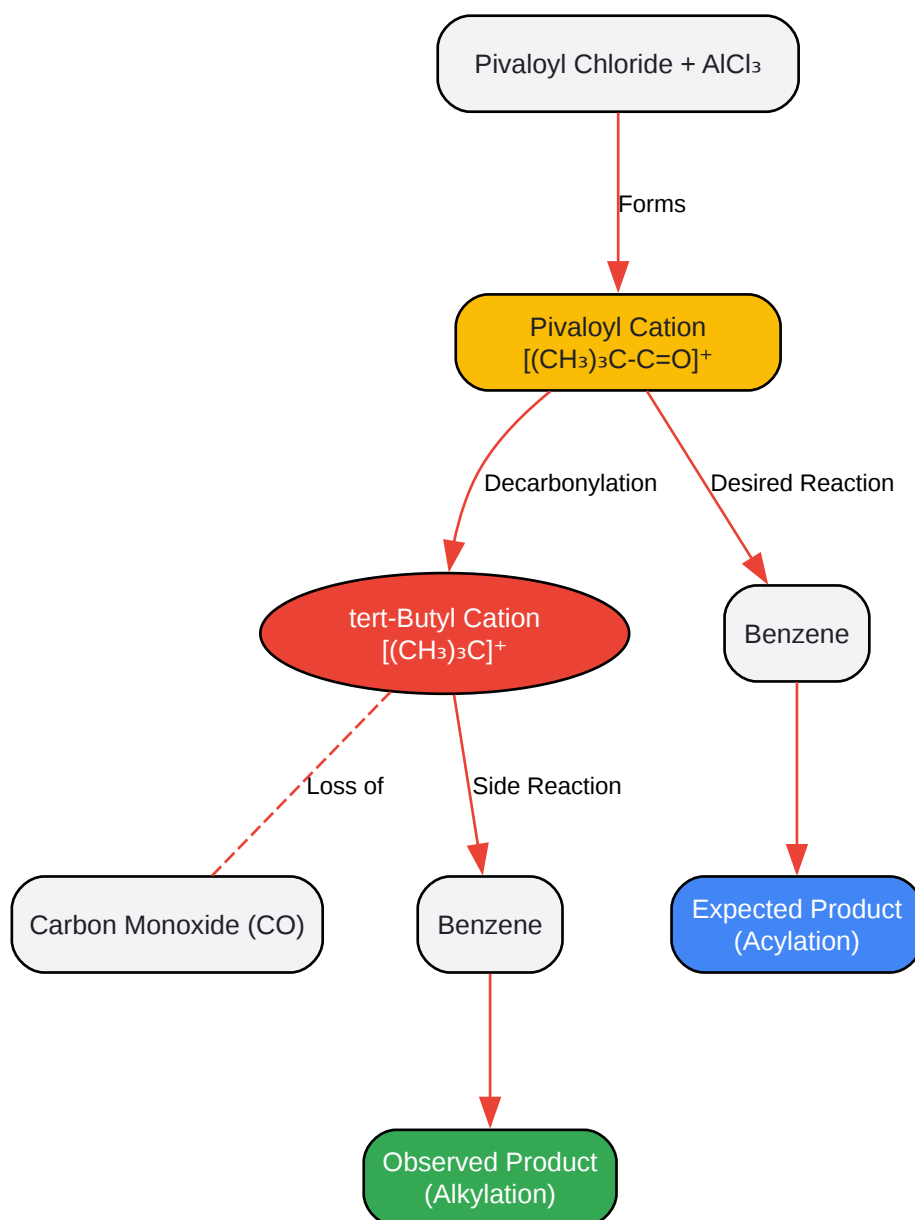 Pivaloyl Chloride + AlCl₃
Forms
Pivaloyl Cation
[(CH₃)₃C-C=O]⁺
Decarbonylation
Desired Reaction
tert-Butyl Cation
[(CH₃)₃C]⁺
Benzene
Loss of
Side Reaction
Carbon Monoxide (CO)
Benzene
Expected Product
(Acylation)
Observed Product
(Alkylation)